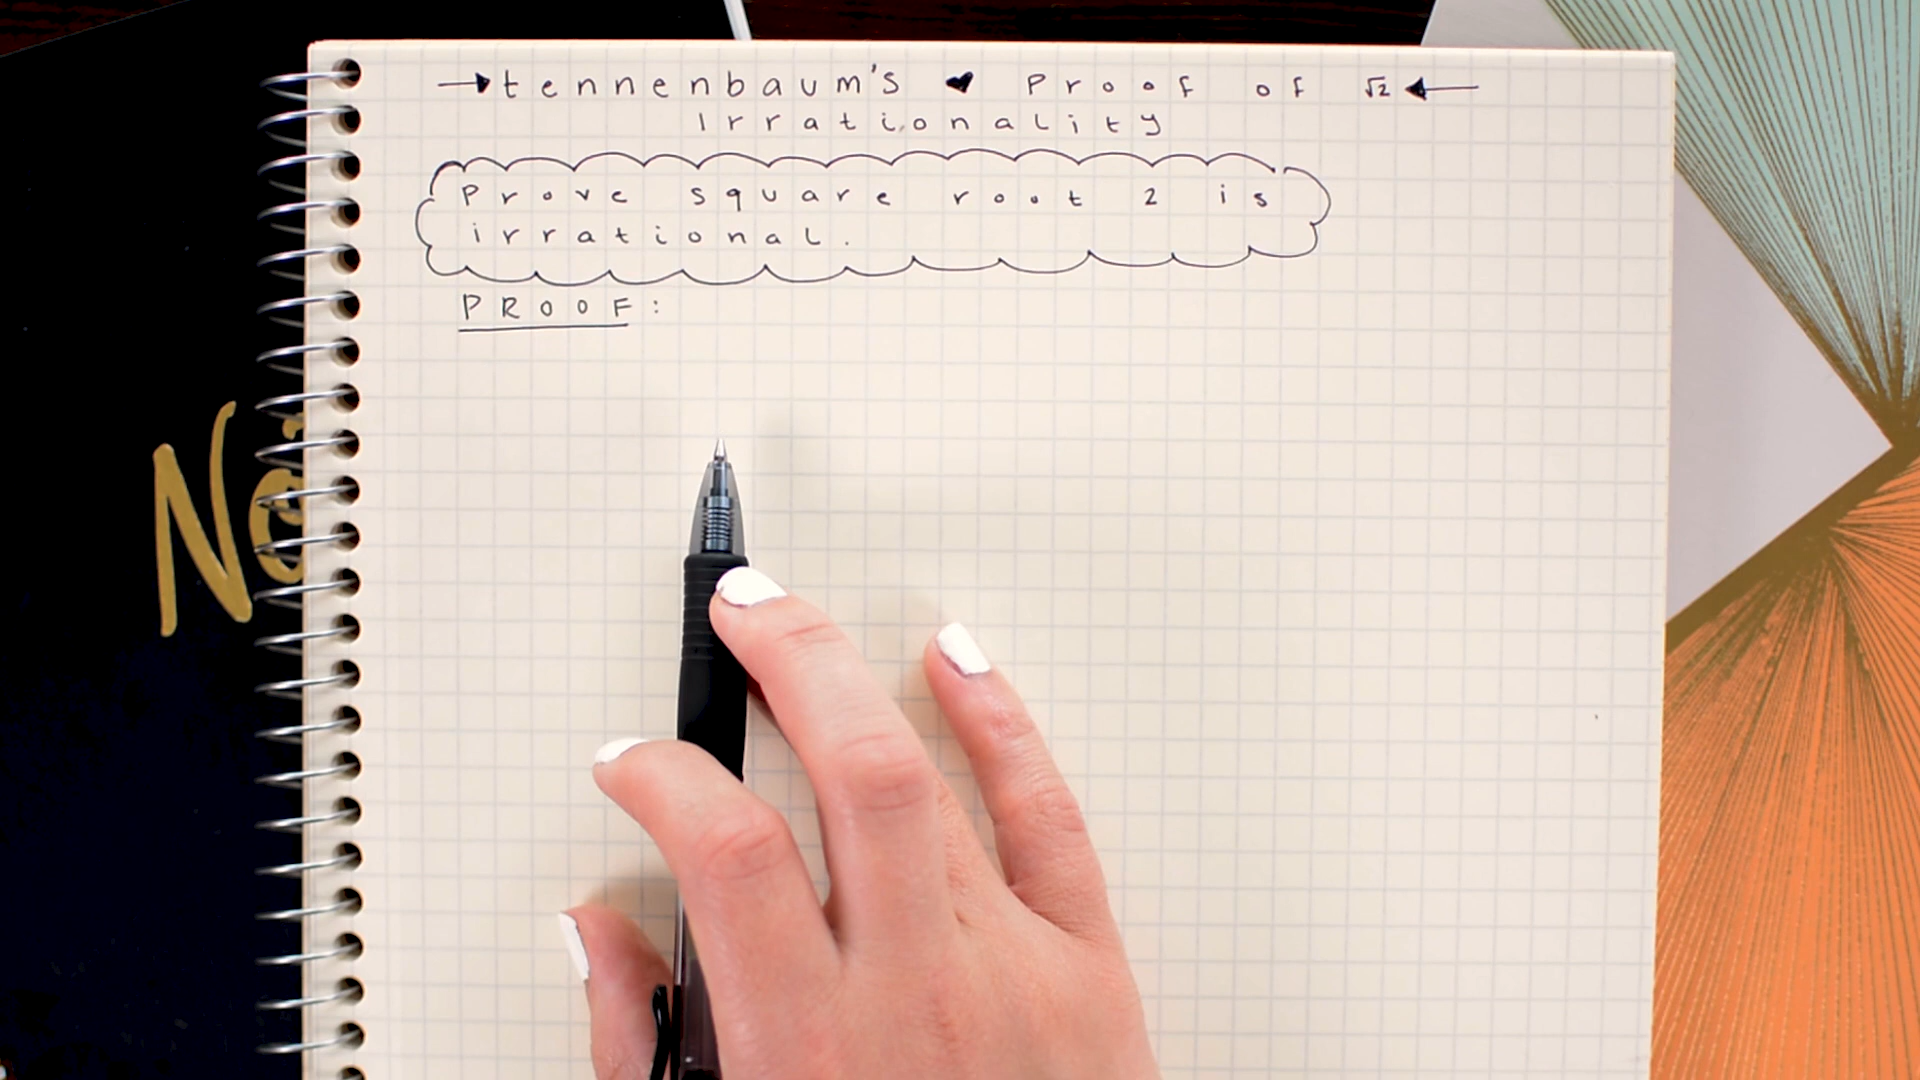 →tennenbaum's ♥ Proof of √2←
Irrationality
Prove square root 2 is
irrational.
PROOF: